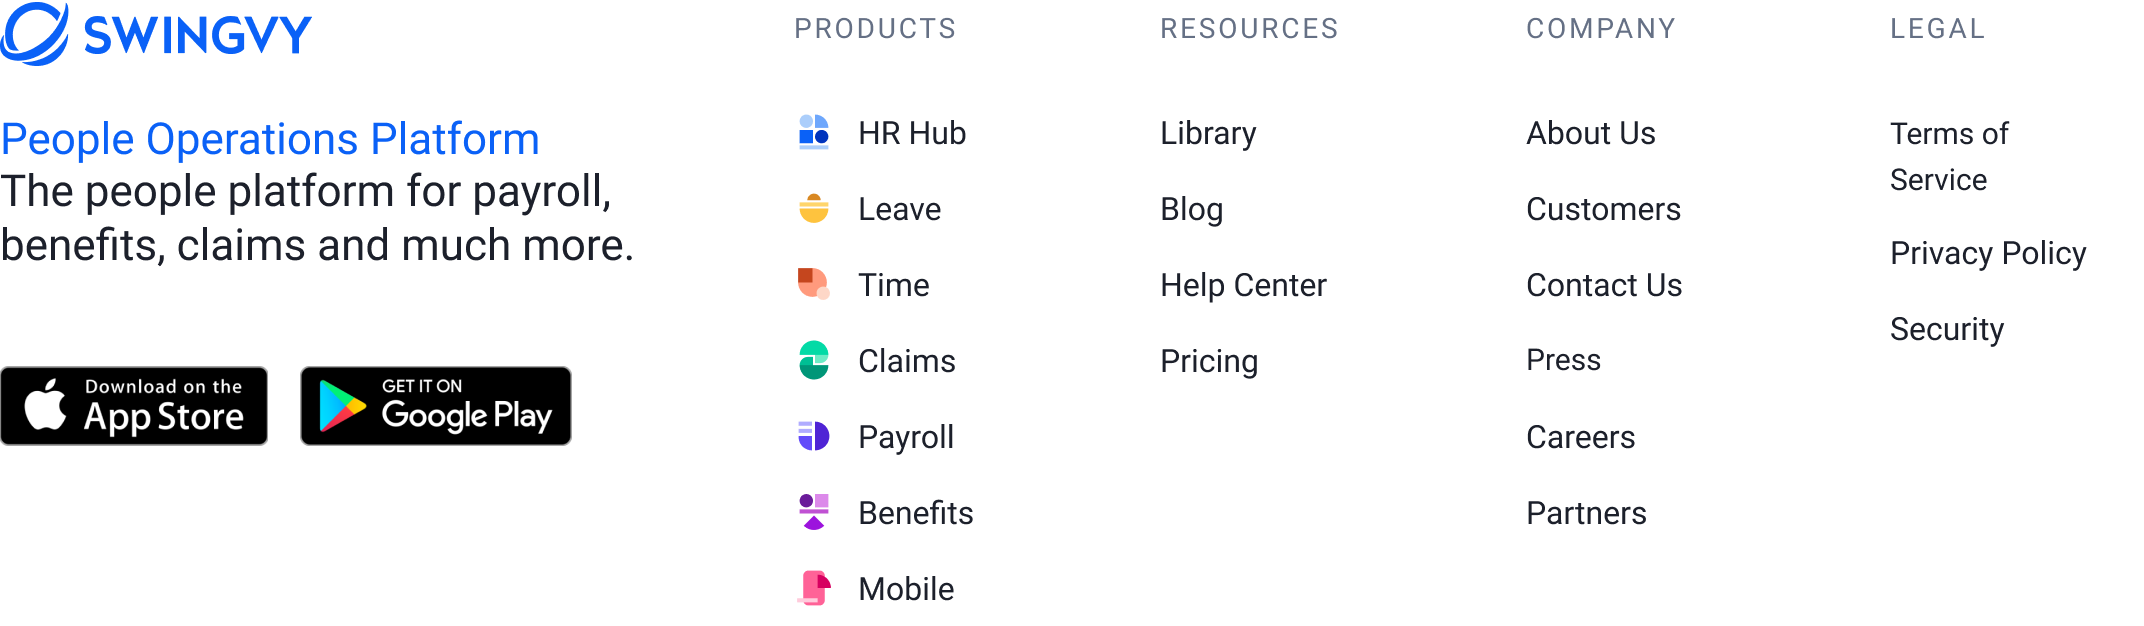 SWINGVY
People Operations Platform
The people platform for payroll,
benefits, claims and much more.
Download on the
App Store
GET IT ON
Google Play
PRODUCTS
HR Hub
Leave
Time
Claims
Payroll
Benefits
Mobile
RESOURCES
Library
Blog
Help Center
Pricing
COMPANY
About Us
Customers
Contact Us
Press
Careers
Partners
LEGAL
Terms of
Service
Privacy Policy
Security